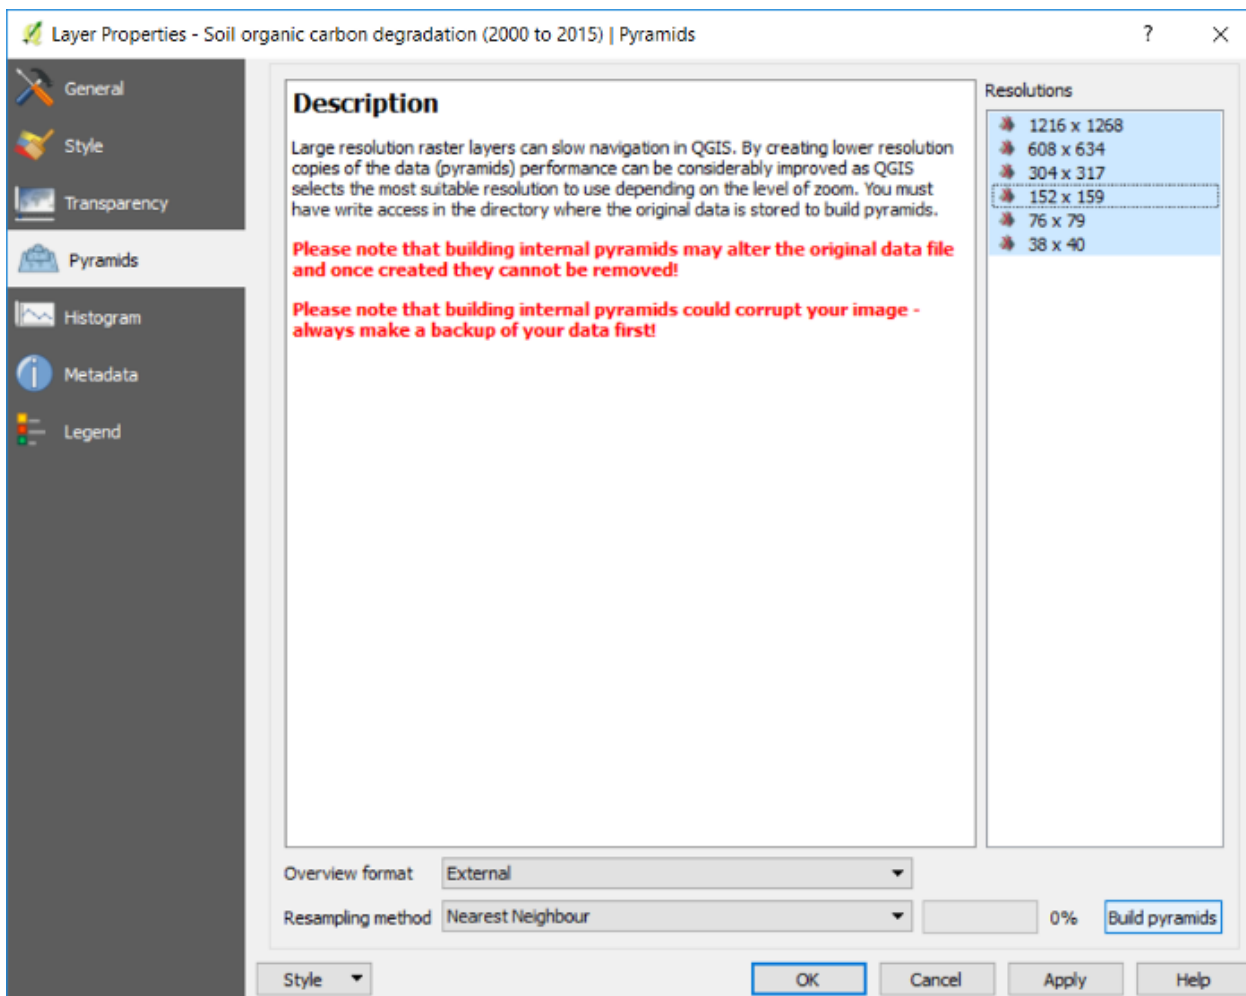 Layer Properties - Soil organic carbon degradation (2000 to 2015) | Pyramids
?
General
Style
Transparency
Pyramids
Histogram
Metadata
Legend
Description
Large resolution raster layers can slow navigation in QGIS. By creating lower resolution
copies of the data (pyramids) performance can be considerably improved as QGIS
selects the most suitable resolution to use depending on the level of zoom. You must
have write access in the directory where the original data is stored to build pyramids.
Please note that building internal pyramids may alter the original data file
and once created they cannot be removed!
Please note that building internal pyramids could corrupt your image -
always make a backup of your data first!
Resolutions
1216 x 1268
608 x 634
304 x 317
152 x 159
76 x 79
38 x 40
Overview format External
Resampling method Nearest Neighbour 0% Build pyramids
Style OK Cancel Apply Help